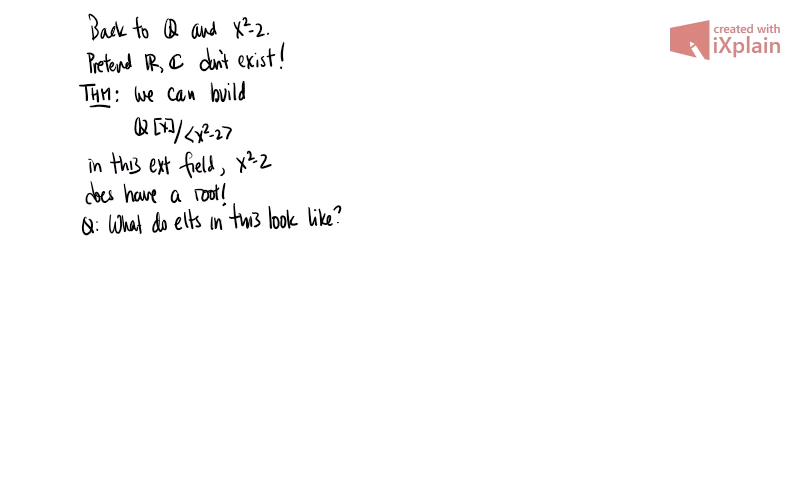 Back to ℚ and x²-2.
Pretend ℝ, ℂ don't exist!
THM: We can build
ℚ[x]/<x²-2>
in this ext field, x²-2
does have a root!
Q: What do elts in this look like?
created with
iXplain